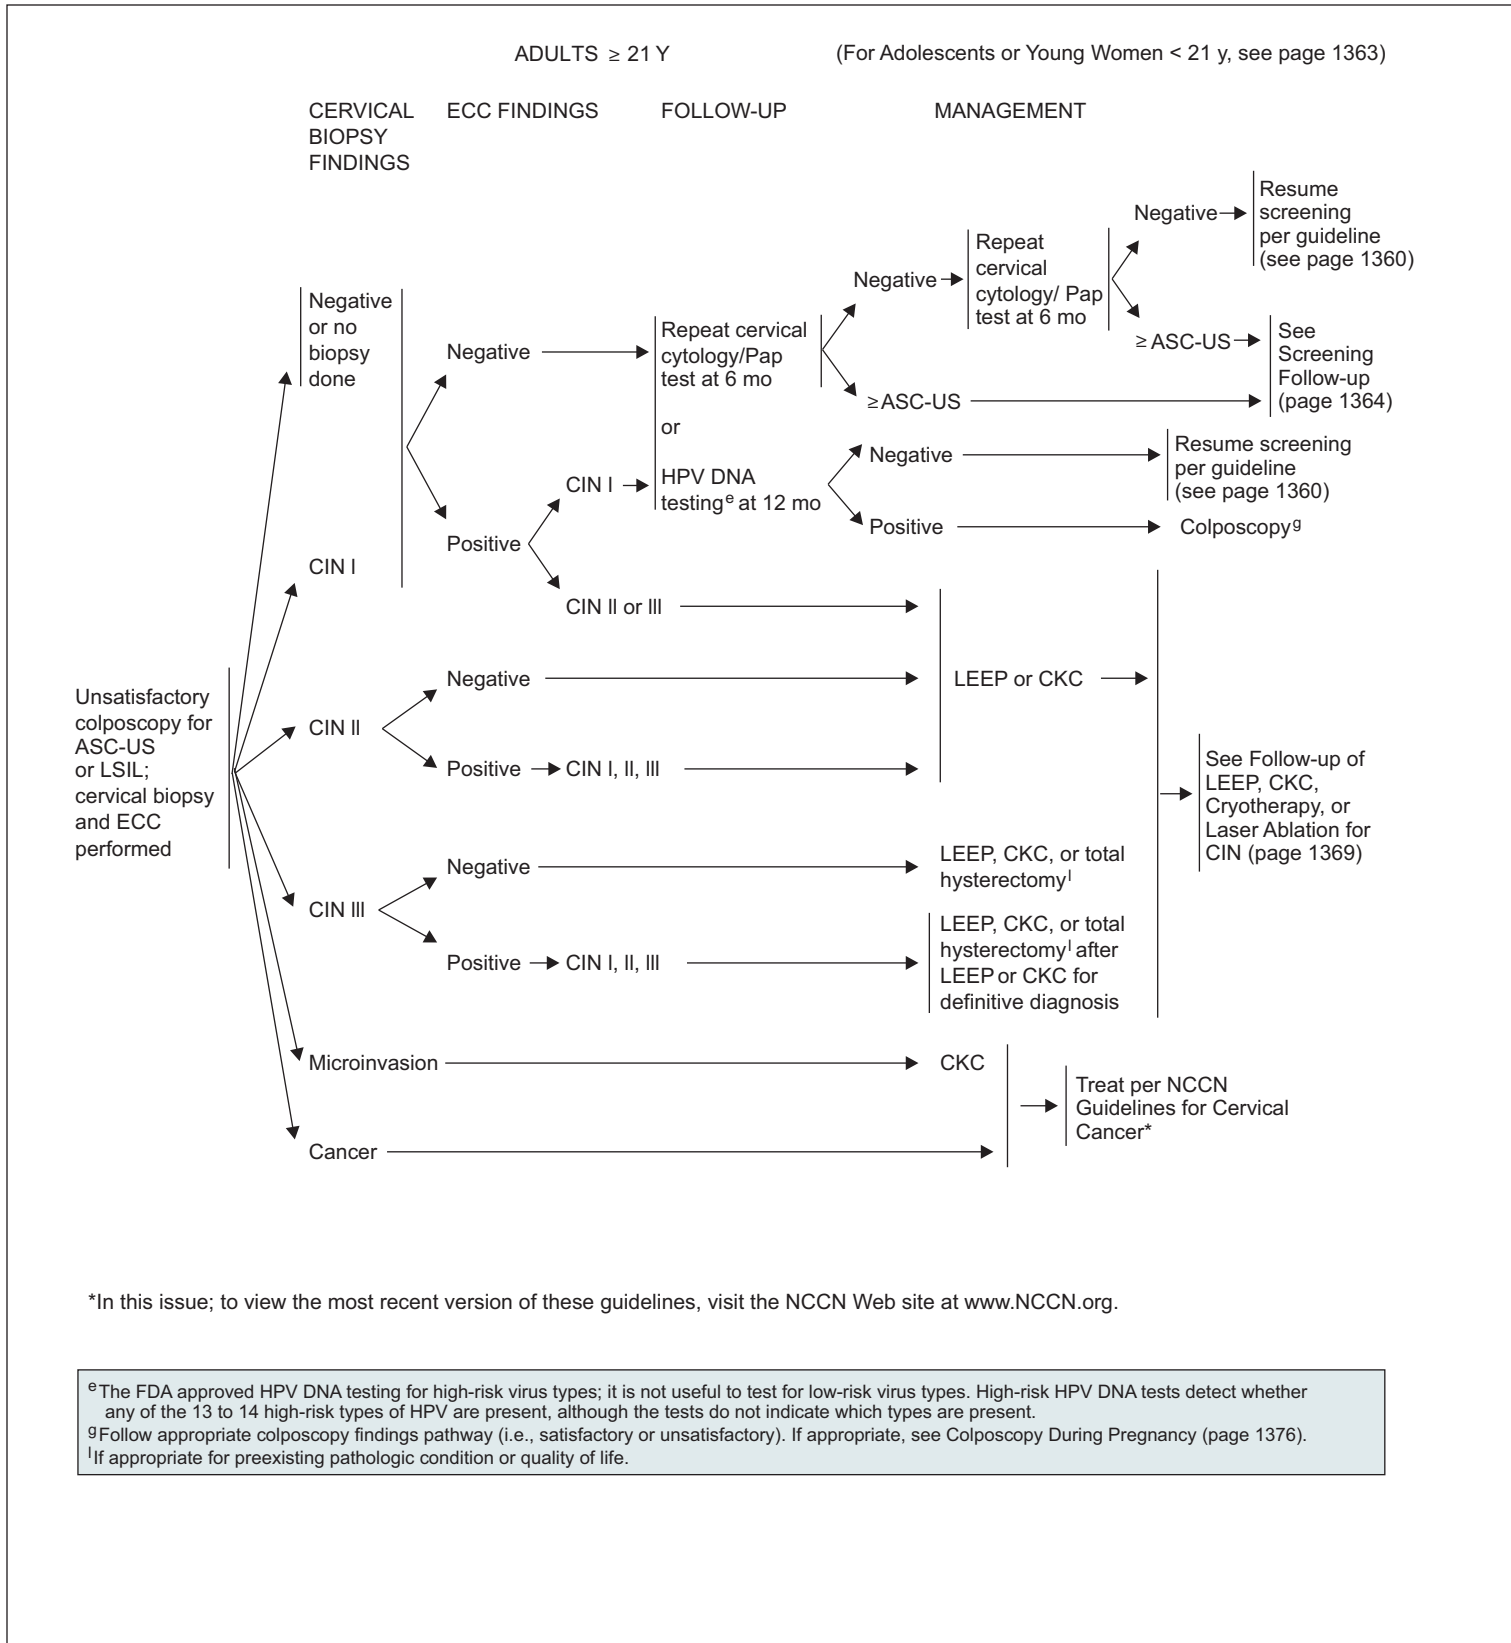 ADULTS ≥ 21 Y
(For Adolescents or Young Women < 21 y, see page 1363)
CERVICAL
BIOPSY
FINDINGS
ECC FINDINGS
FOLLOW-UP
MANAGEMENT
Unsatisfactory
colposcopy for
ASC-US
or LSIL;
cervical biopsy
and ECC
performed
Negative
or no
biopsy
done
CIN I
Negative
Positive
CIN I
CIN II or III
Repeat cervical
cytology/Pap
test at 6 mo
or
HPV DNA
testinge at 12 mo
Negative
≥ASC-US
Repeat
cervical
cytology/ Pap
test at 6 mo
Negative
≥ ASC-US
Resume
screening
per guideline
(see page 1360)
See
Screening
Follow-up
(page 1364)
Negative
Positive
Resume screening
per guideline
(see page 1360)
Colposcopyg
CIN II
Negative
Positive
CIN I, II, III
LEEP or CKC
CIN III
Negative
LEEP, CKC, or total
hysterectomyl
Positive
CIN I, II, III
LEEP, CKC, or total
hysterectomyl after
LEEP or CKC for
definitive diagnosis
See Follow-up of
LEEP, CKC,
Cryotherapy, or
Laser Ablation for
CIN (page 1369)
Microinvasion
CKC
Cancer
Treat per NCCN
Guidelines for Cervical
Cancer*
*In this issue; to view the most recent version of these guidelines, visit the NCCN Web site at www.NCCN.org.
eThe FDA approved HPV DNA testing for high-risk virus types; it is not useful to test for low-risk virus types. High-risk HPV DNA tests detect whether
any of the 13 to 14 high-risk types of HPV are present, although the tests do not indicate which types are present.
gFollow appropriate colposcopy findings pathway (i.e., satisfactory or unsatisfactory). If appropriate, see Colposcopy During Pregnancy (page 1376).
lIf appropriate for preexisting pathologic condition or quality of life.